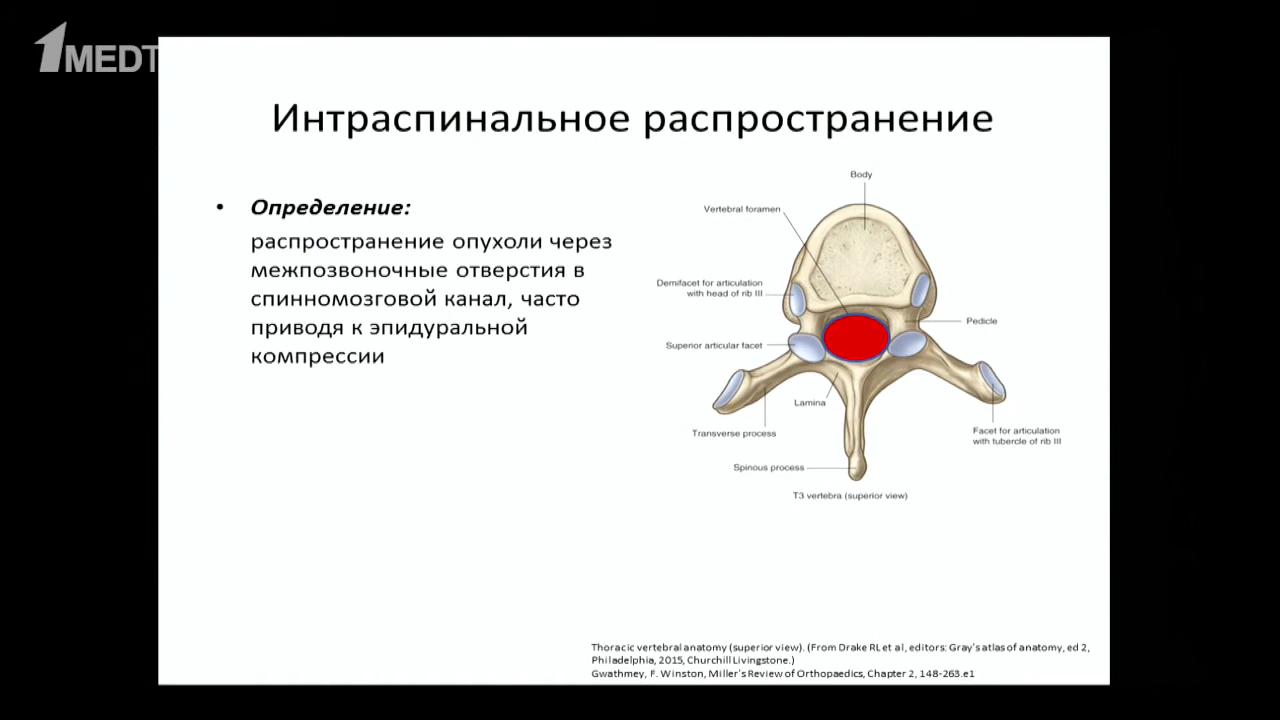 1MEDT
Интраспинальное распространение
• Определение:
распространение опухоли через
межпозвоночные отверстия в
спинномозговой канал, часто
приводя к эпидуральной
компрессии
Body
Vertebral foramen
Demifacet for articulation
with head of rib III
Pedicle
Superior articular facet
Lamina
Transverse process
Facet for articulation
with tubercle of rib III
Spinous process
T3 vertebra (superior view)
Thoracic vertebral anatomy (superior view). (From Drake RL et al, editors: Gray's atlas of anatomy, ed 2,
Philadelphia, 2015, Churchill Livingstone.)
Gwathmey, F. Winston, Miller's Review of Orthopaedics, Chapter 2, 148-263.e1